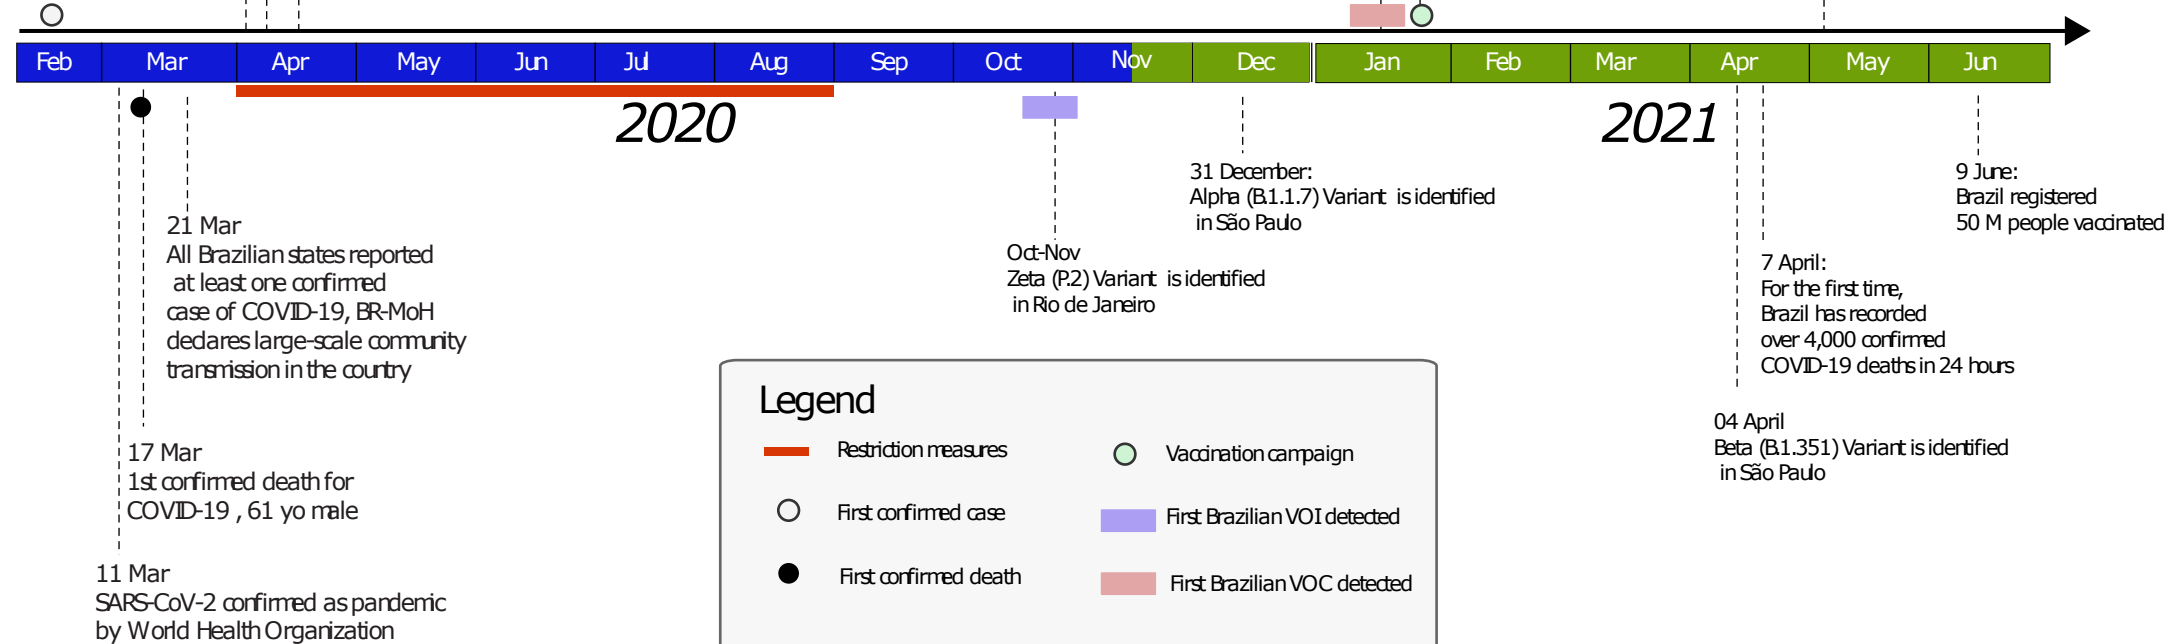 Feb Mar Apr May Jun Jul Aug Sep Oct Nov Dec Jan Feb Mar Apr May Jun
2020
2021
21 Mar
All Brazilian states reported
at least one confirmed
case of COVID-19, BR-MoH
declares large-scale community
transmission in the country
17 Mar
1st confirmed death for
COVID-19 , 61 yo male
11 Mar
SARS-CoV-2 confirmed as pandemic
by World Health Organization
Oct-Nov
Zeta (P.2) Variant is identified
in Rio de Janeiro
31 December:
Alpha (B.1.1.7) Variant is identified
in São Paulo
9 June:
Brazil registered
50 M people vaccinated
7 April:
For the first time,
Brazil has recorded
over 4,000 confirmed
COVID-19 deaths in 24 hours
04 April
Beta (B.1.351) Variant is identified
in São Paulo
Legend
Restriction measures
First confirmed case
First confirmed death
Vaccination campaign
First Brazilian VOI detected
First Brazilian VOC detected